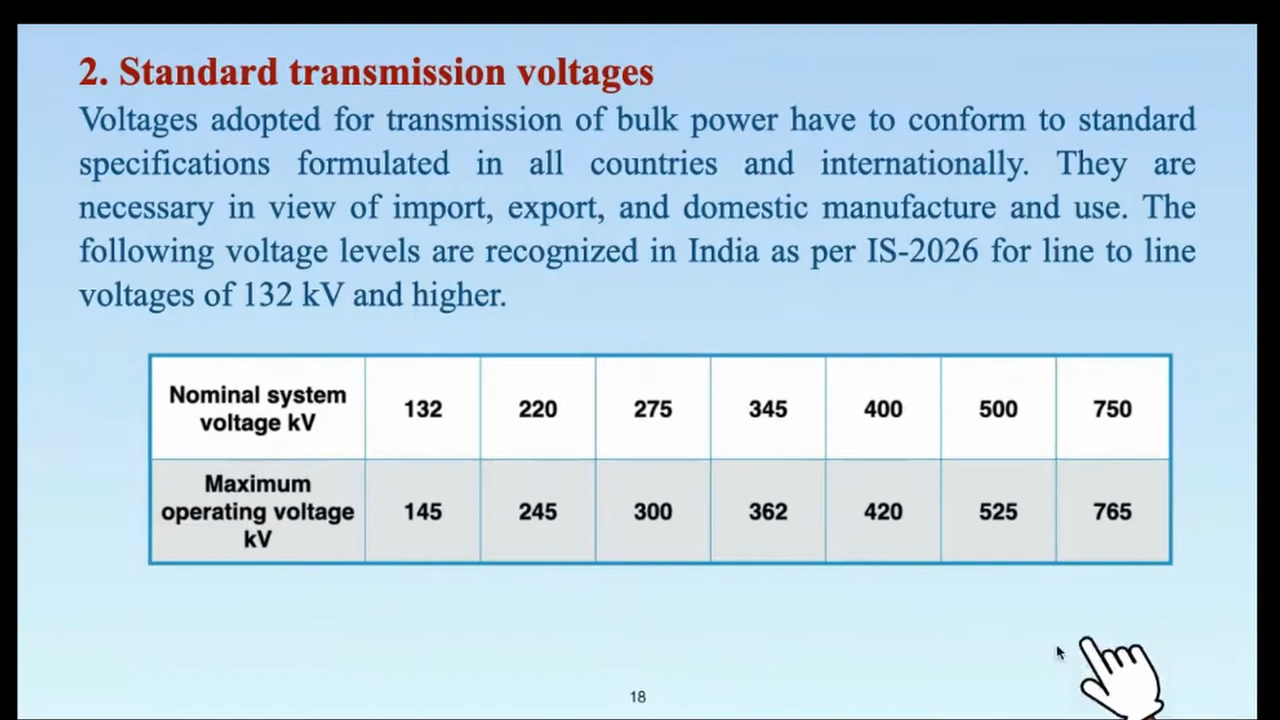 2. Standard transmission voltages
Voltages adopted for transmission of bulk power have to conform to standard
specifications formulated in all countries and internationally. They are
necessary in view of import, export, and domestic manufacture and use. The
following voltage levels are recognized in India as per IS-2026 for line to line
voltages of 132 kV and higher.
Nominal system
voltage kV
132 220 275 345 400 500 750
Maximum
operating voltage
kV
145 245 300 362 420 525 765
18